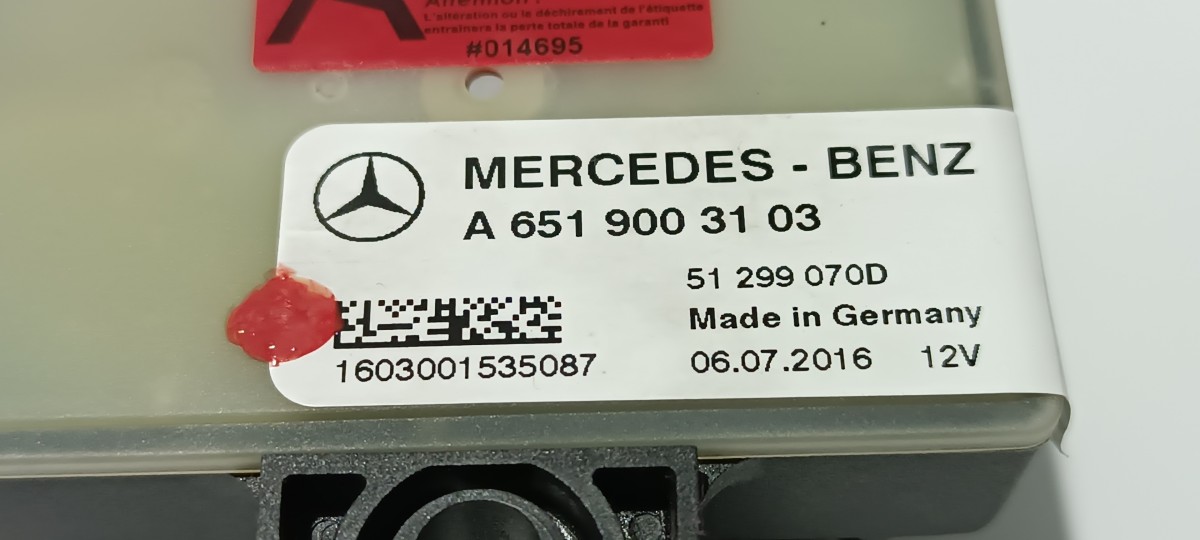 Attention !
L'altération ou le déchirement de l'étiquette
entraînera la perte totale de la garanti
#014695
MERCEDES - BENZ
A 651 900 31 03
51 299 070D
Made in Germany
1603001535087
06.07.2016 12V